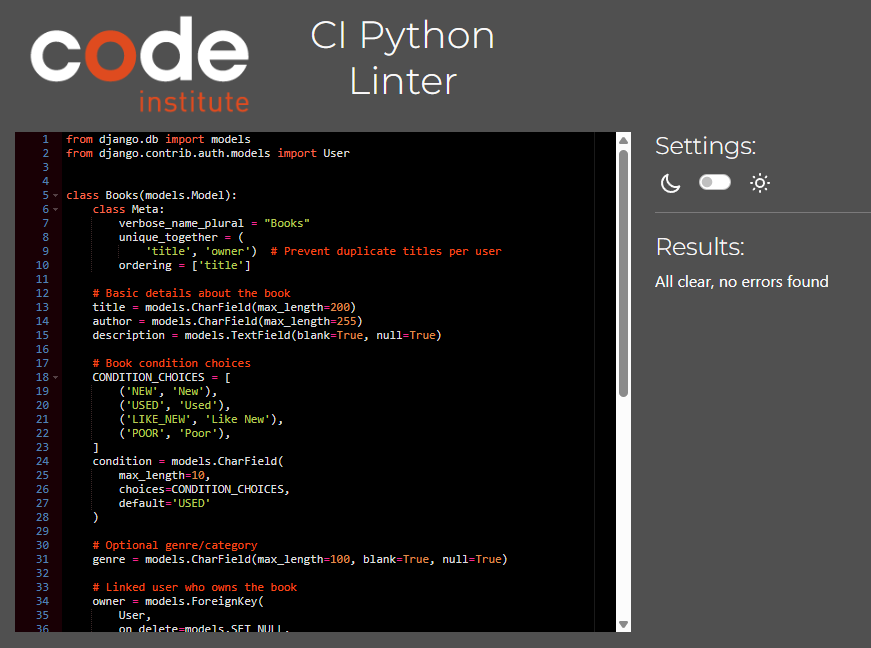 code
institute
CI Python
Linter
1 from django.db import models
2 from django.contrib.auth.models import User
3
4
5 class Books(models.Model):
6     class Meta:
7         verbose_name_plural = "Books"
8         unique_together = (
9             'title', 'owner')  # Prevent duplicate titles per user
10         ordering = ['title']
11
12     # Basic details about the book
13     title = models.CharField(max_length=200)
14     author = models.CharField(max_length=255)
15     description = models.TextField(blank=True, null=True)
16
17     # Book condition choices
18     CONDITION_CHOICES = [
19         ('NEW', 'New'),
20         ('USED', 'Used'),
21         ('LIKE_NEW', 'Like New'),
22         ('POOR', 'Poor'),
23     ]
24     condition = models.CharField(
25         max_length=10,
26         choices=CONDITION_CHOICES,
27         default='USED'
28     )
29
30     # Optional genre/category
31     genre = models.CharField(max_length=100, blank=True, null=True)
32
33     # Linked user who owns the book
34     owner = models.ForeignKey(
35         User,
36         on_delete=models.SET_NULL,
Settings:
Results:
All clear, no errors found